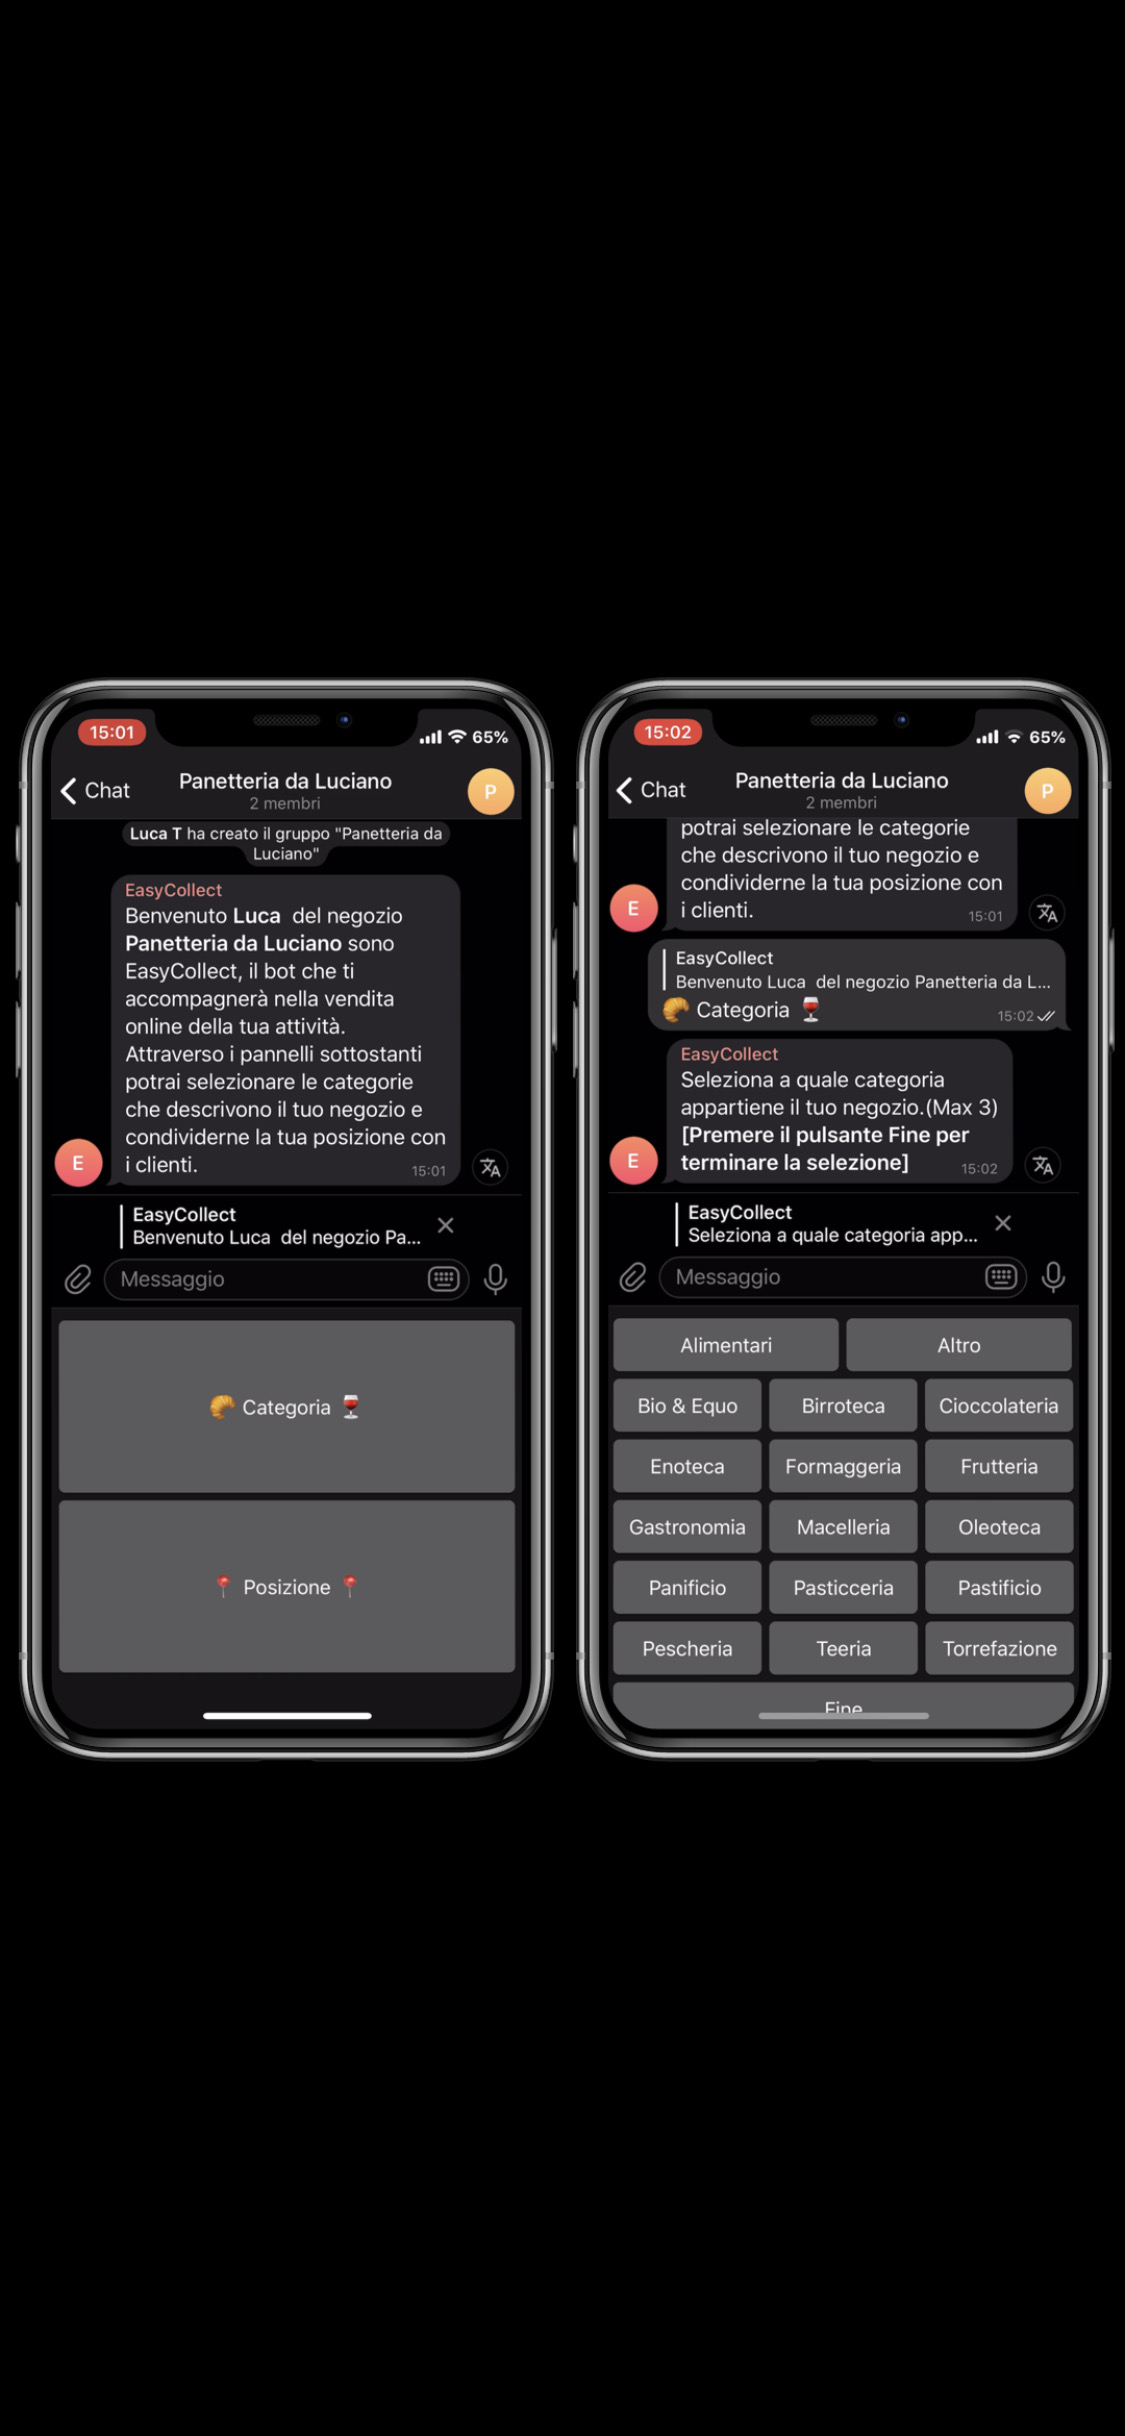 15:01
65%
Chat
Panetteria da Luciano
2 membri
P
Luca T ha creato il gruppo "Panetteria da
Luciano"
EasyCollect
Benvenuto Luca  del negozio
Panetteria da Luciano sono
EasyCollect, il bot che ti
accompagnerà nella vendita
online della tua attività.
Attraverso i pannelli sottostanti
potrai selezionare le categorie
che descrivono il tuo negozio e
condividerne la tua posizione con
i clienti.
15:01
E
EasyCollect
Benvenuto Luca  del negozio Pa...
Messaggio
🥐 Categoria 🍷
📍 Posizione 📍
15:02
65%
Chat
Panetteria da Luciano
2 membri
P
potrai selezionare le categorie
che descrivono il tuo negozio e
condividerne la tua posizione con
i clienti.
15:01
E
EasyCollect
Benvenuto Luca  del negozio Panetteria da L...
🥐 Categoria 🍷
15:02
EasyCollect
Seleziona a quale categoria
appartiene il tuo negozio.(Max 3)
[Premere il pulsante Fine per
terminare la selezione]
15:02
E
EasyCollect
Seleziona a quale categoria app...
Messaggio
Alimentari Altro
Bio & Equo Birroteca Cioccolateria
Enoteca Formaggeria Frutteria
Gastronomia Macelleria Oleoteca
Panificio Pasticceria Pastificio
Pescheria Teeria Torrefazione
Fine